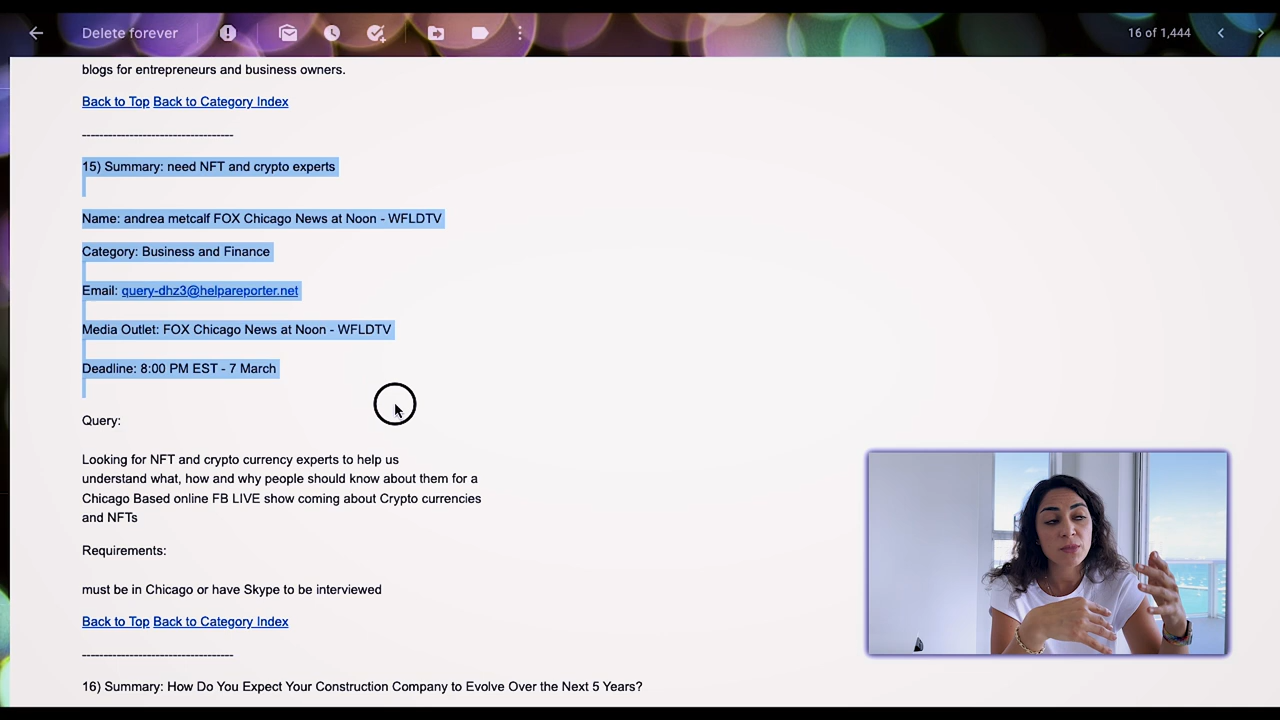 Delete forever
16 of 1,444
blogs for entrepreneurs and business owners.
Back to Top Back to Category Index
-----------------------------------
15) Summary: need NFT and crypto experts
Name: andrea metcalf FOX Chicago News at Noon - WFLDTV
Category: Business and Finance
Email: query-dhz3@helpareporter.net
Media Outlet: FOX Chicago News at Noon - WFLDTV
Deadline: 8:00 PM EST - 7 March
Query:
Looking for NFT and crypto currency experts to help us
understand what, how and why people should know about them for a
Chicago Based online FB LIVE show coming about Crypto currencies
and NFTs
Requirements:
must be in Chicago or have Skype to be interviewed
Back to Top Back to Category Index
-----------------------------------
16) Summary: How Do You Expect Your Construction Company to Evolve Over the Next 5 Years?